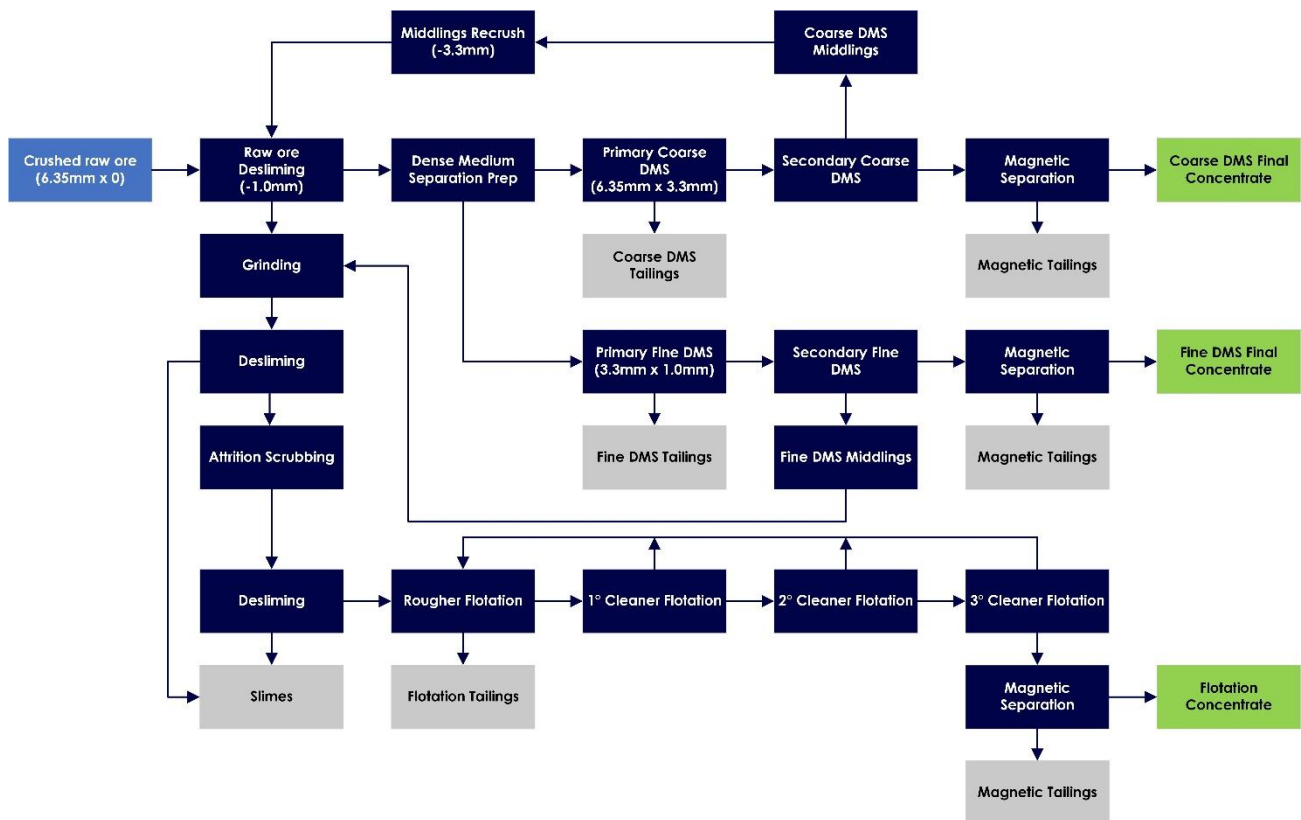 Middlings Recrush
(-3.3mm)
Coarse DMS
Middlings
Crushed raw ore
(6.35mm x 0)
Raw ore
Desliming
(-1.0mm)
Dense Medium
Separation Prep
Primary Coarse
DMS
(6.35mm x 3.3mm)
Secondary Coarse
DMS
Magnetic
Separation
Coarse DMS Final
Concentrate
Grinding
Coarse DMS
Tailings
Magnetic Tailings
Desliming
Primary Fine DMS
(3.3mm x 1.0mm)
Secondary Fine
DMS
Magnetic
Separation
Fine DMS Final
Concentrate
Attrition Scrubbing
Fine DMS Tailings
Fine DMS Middlings
Magnetic Tailings
Desliming
Rougher Flotation
1° Cleaner Flotation
2° Cleaner Flotation
3° Cleaner Flotation
Slimes
Flotation Tailings
Magnetic
Separation
Flotation
Concentrate
Magnetic Tailings